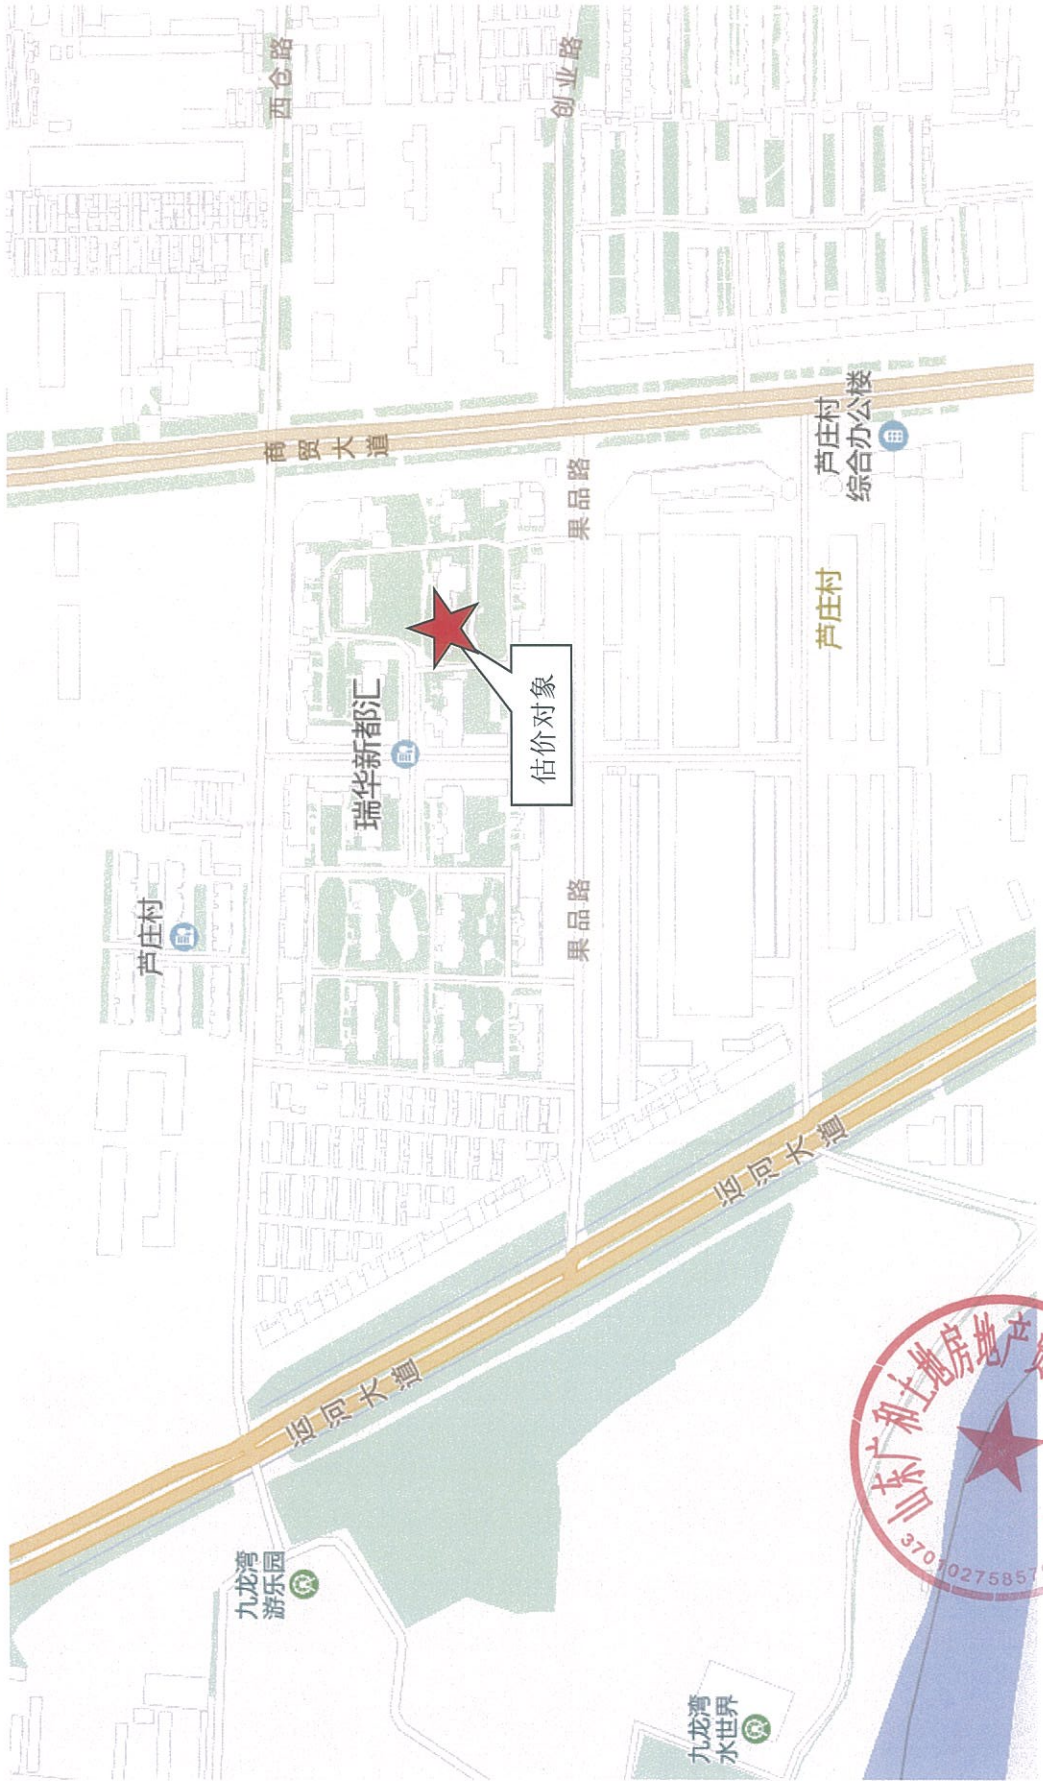 芦庄村
九龙湾
游乐园
西仓路
商贸大道
运河大道
瑞华新都汇
估价对象
创业路
果品路
果品路
九龙湾
水世界
运河大道
芦庄村
芦庄村
综合办公楼
山东广和土地房地产
3701027585